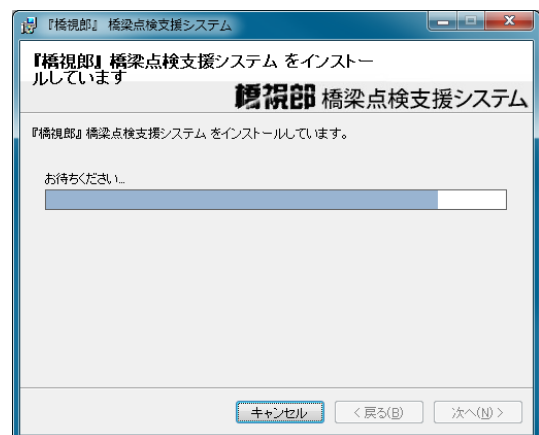 『橋視郎』 橋梁点検支援システム
『橋視郎』 橋梁点検支援システム をインストー
ルしています
橋視郎 橋梁点検支援システム
『橋視郎』 橋梁点検支援システム をインストールしています。
お待ちください...
キャンセル
< 戻る(B)
次へ(N) >